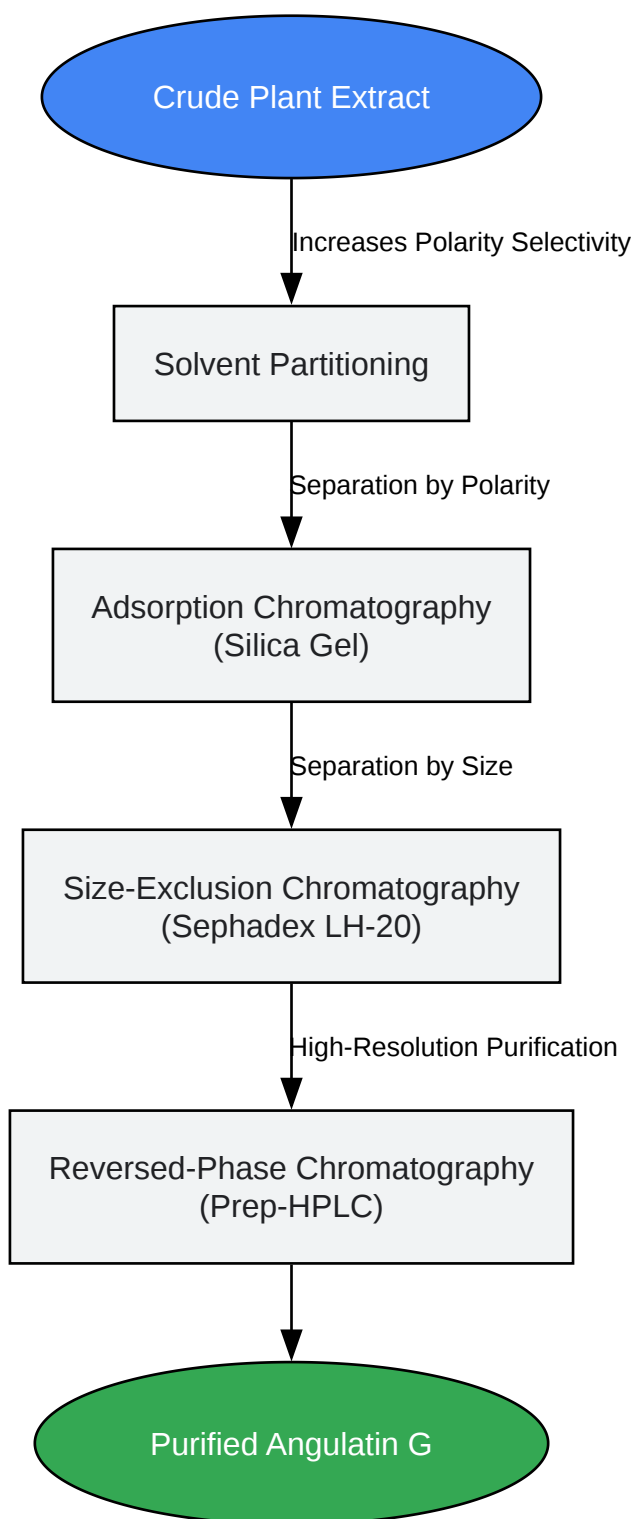 Crude Plant Extract
Increases Polarity Selectivity
Solvent Partitioning
Separation by Polarity
Adsorption Chromatography
(Silica Gel)
Separation by Size
Size-Exclusion Chromatography
(Sephadex LH-20)
High-Resolution Purification
Reversed-Phase Chromatography
(Prep-HPLC)
Purified Angulatin G